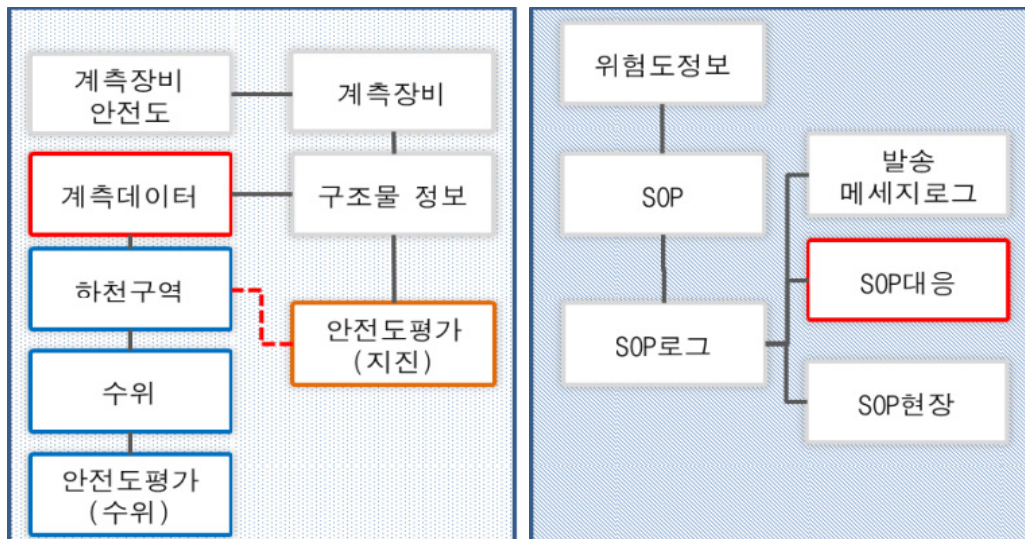 계측장비
안전도
계측장비
계측데이터
구조물 정보
하천구역
안전도평가
(지진)
수위
안전도평가
(수위)
위험도정보
SOP
발송
메세지로그
SOP대응
SOP로그
SOP현장